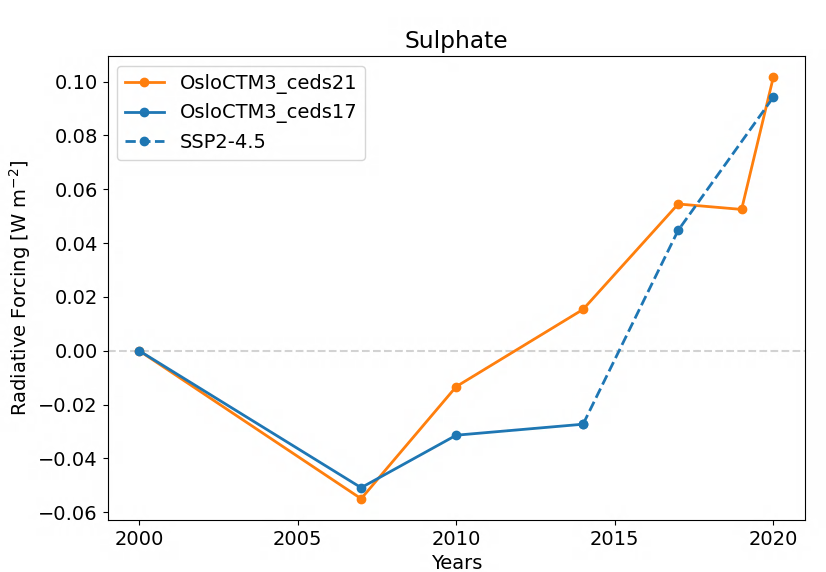 Sulphate
OsloCTM3_ceds21
OsloCTM3_ceds17
SSP2-4.5
Radiative Forcing [W m⁻²]
0.10
0.08
0.06
0.04
0.02
0.00
−0.02
−0.04
−0.06
2000 2005 2010 2015 2020
Years